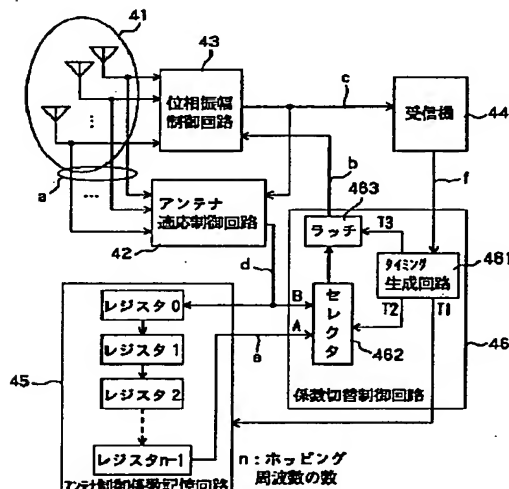 41
43
位相振幅
制御回路
c
受信機
44
a
b
f
アンテナ
適応制御回路
42
463
ラッチ
T3
タイミング
生成回路
461
T2
T1
d
B
A
e
セレクタ
462
46
係数切替制御回路
45
レジスタ0
レジスタ1
レジスタ2
レジスタn-1
アンテナ制御係数記憶回路
n:ホッピング
周波数の数